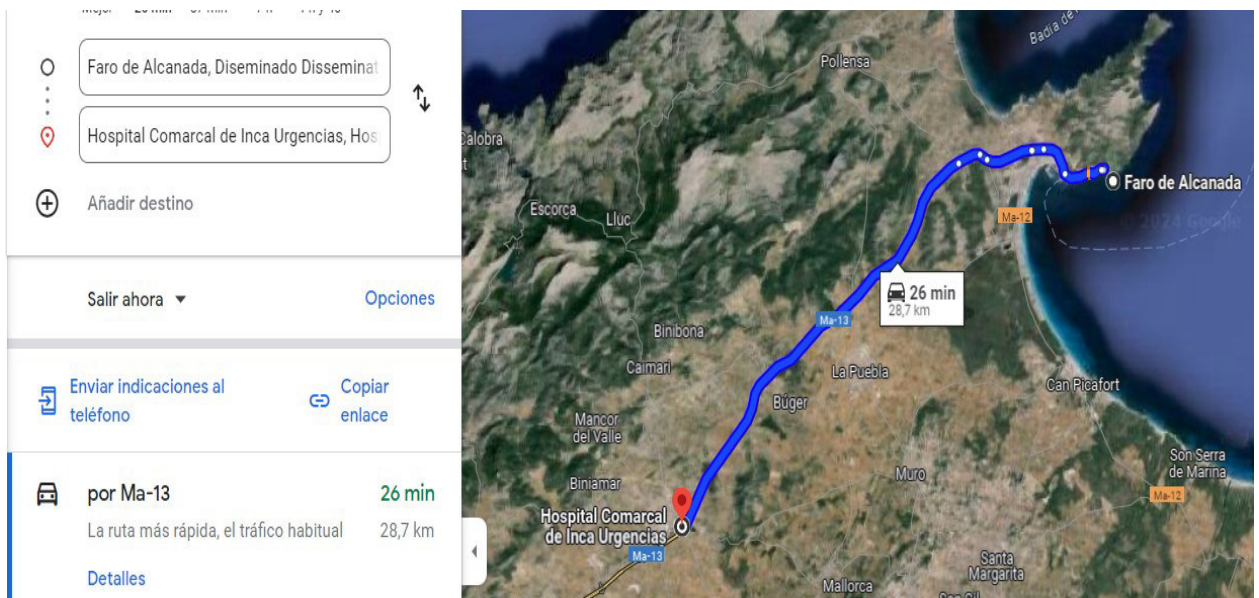 Faro de Alcanada, Diseminado Disseminat
Hospital Comarcal de Inca Urgencias, Hos
Añadir destino
Salir ahora
Opciones
Enviar indicaciones al
teléfono
Copiar
enlace
por Ma-13
26 min
La ruta más rápida, el tráfico habitual
28,7 km
Detalles
Badia de
Pollensa
Calobra
Faro de Alcanada
Escorca
Lluc
Ma-12
© 2024 Google
26 min
28,7 km
Ma-13
Binibona
Caimari
La Puebla
Can Picafort
Búger
Mancor
del Valle
Son Serra
de Marina
Muro
Biniamar
Ma-12
Hospital Comarcal
de Inca Urgencias
Ma-13
Santa
Margarita
Mallorca